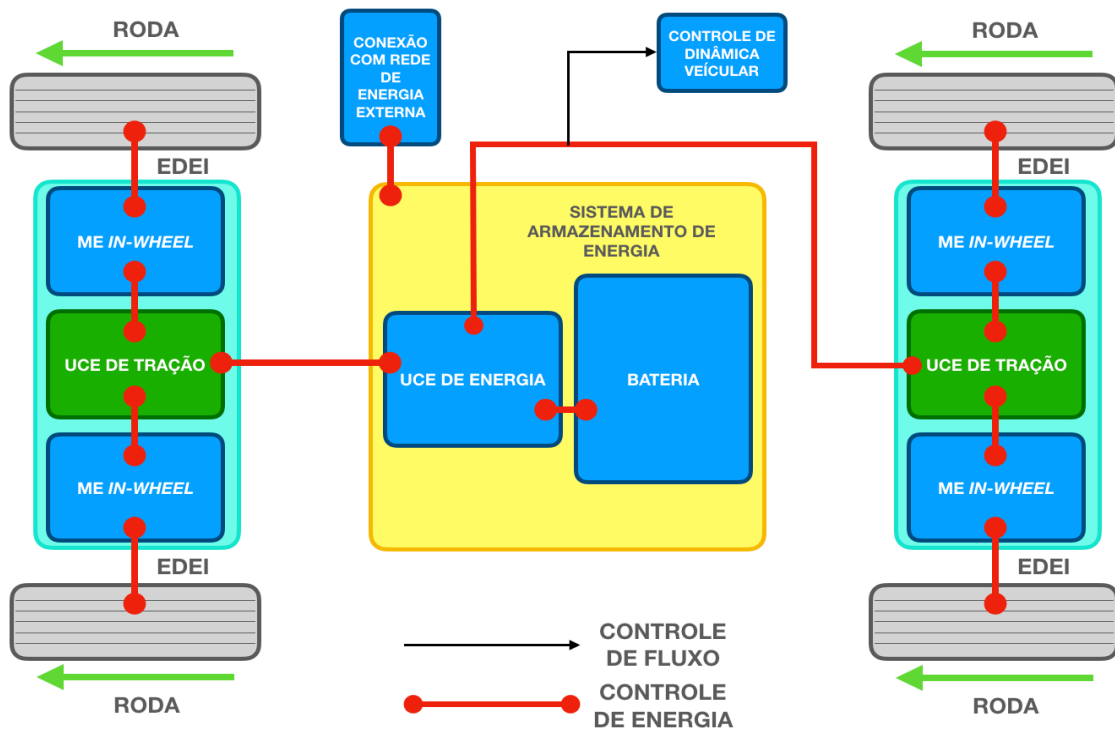 RODA
CONEXÃO
COM REDE
DE
ENERGIA
EXTERNA
CONTROLE DE
DINÂMICA
VEÍCULAR
RODA
EDEI
EDEI
ME IN-WHEEL
SISTEMA DE
ARMAZENAMENTO DE
ENERGIA
ME IN-WHEEL
UCE DE TRAÇÃO
UCE DE ENERGIA
BATERIA
UCE DE TRAÇÃO
ME IN-WHEEL
ME IN-WHEEL
EDEI
EDEI
CONTROLE
DE FLUXO
CONTROLE
DE ENERGIA
RODA
RODA